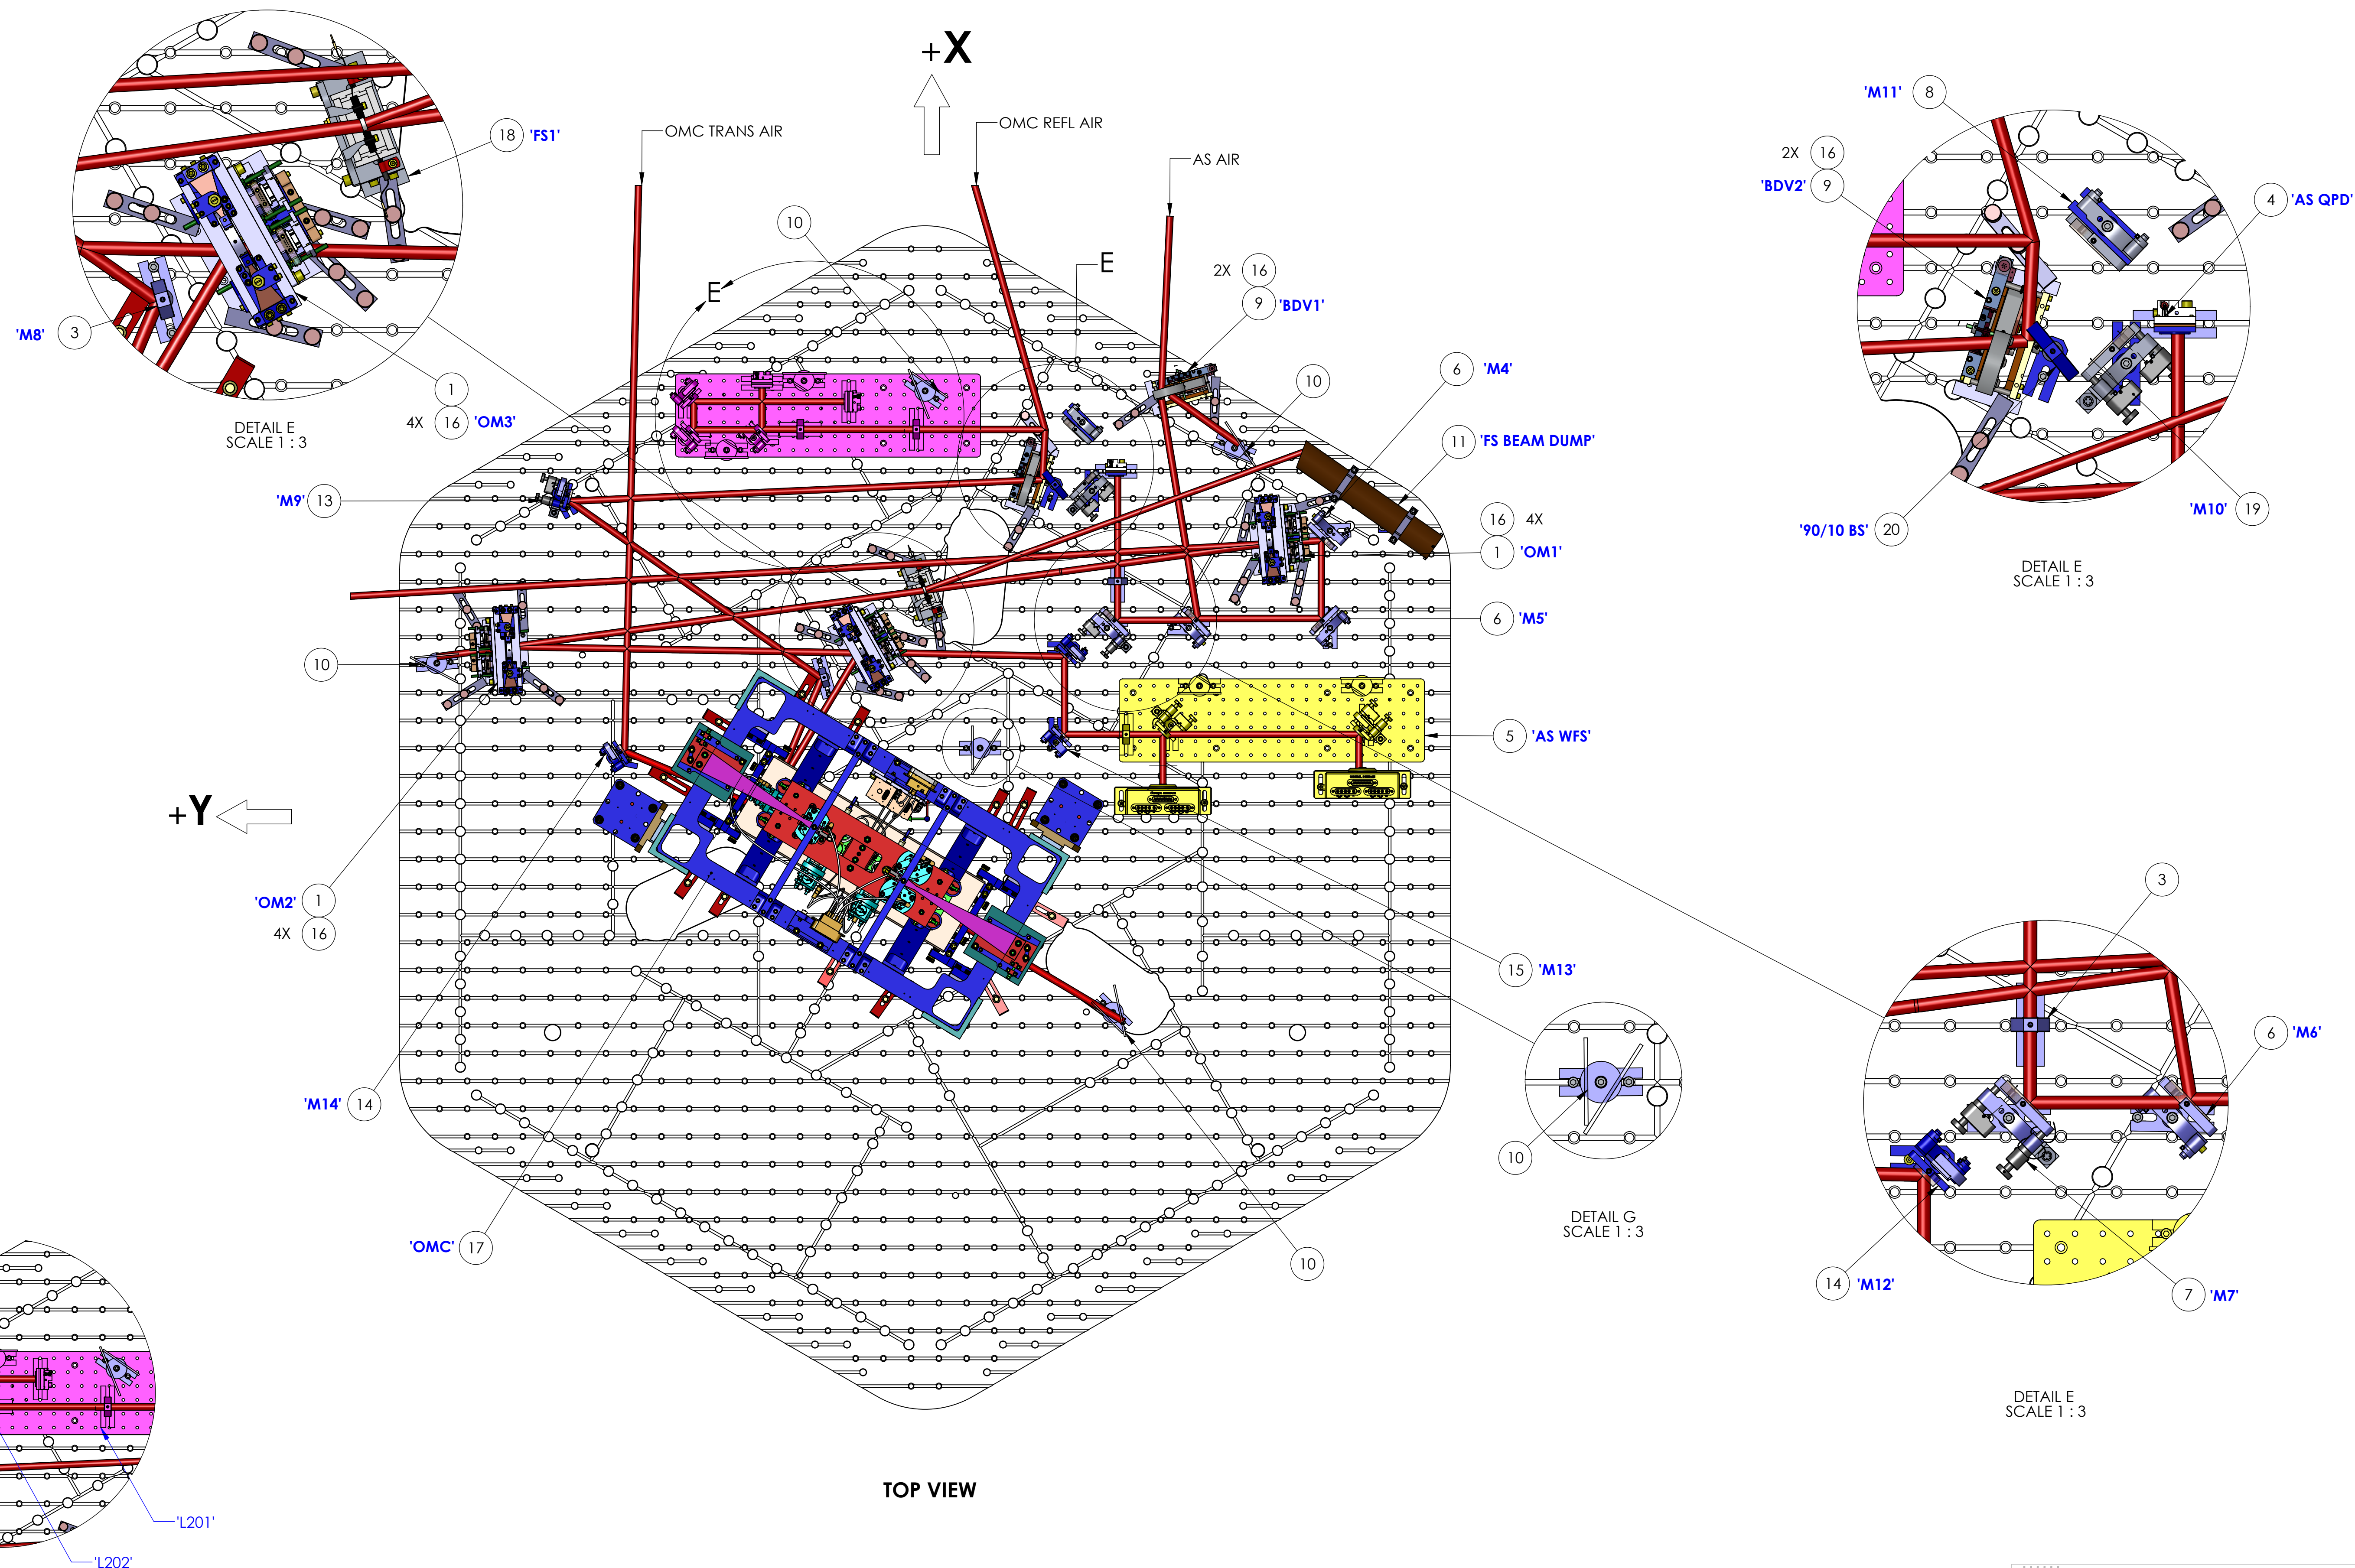 +X
OMC TRANS AIR
OMC REFL AIR
AS AIR
18 'FS1'
'M8' 3
1
4X 16 'OM3'
DETAIL E
SCALE 1 : 3
10
E
E
2X 16
9 'BDV1'
6 'M4'
10
11 'FS BEAM DUMP'
'M9' 13
16 4X
1 'OM1'
6 'M5'
10
5 'AS WFS'
+Y
'OM2' 1
4X 16
15 'M13'
'M14' 14
'OMC' 17
10
TOP VIEW
'M11' 8
2X 16
'BDV2' 9
4 'AS QPD'
'M10' 19
'90/10 BS' 20
DETAIL E
SCALE 1 : 3
10
DETAIL G
SCALE 1 : 3
3
6 'M6'
14 'M12'
7 'M7'
DETAIL E
SCALE 1 : 3
'L201'
'L202'